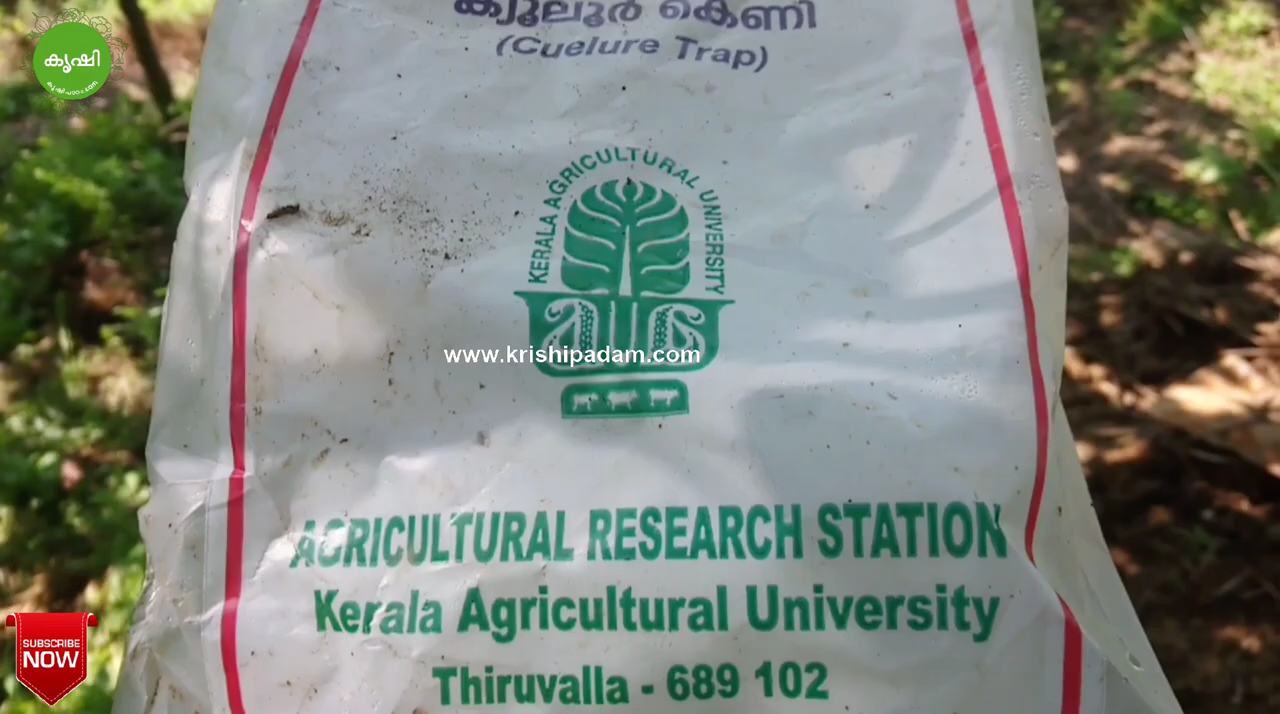 കൃഷി
കൃഷിപാഠം.com
ക്യൂലൂർ കെണി
(Cuelure Trap)
KERALA AGRICULTURAL UNIVERSITY
www.krishipadam.com
AGRICULTURAL RESEARCH STATION
Kerala Agricultural University
Thiruvalla - 689 102
SUBSCRIBE
NOW